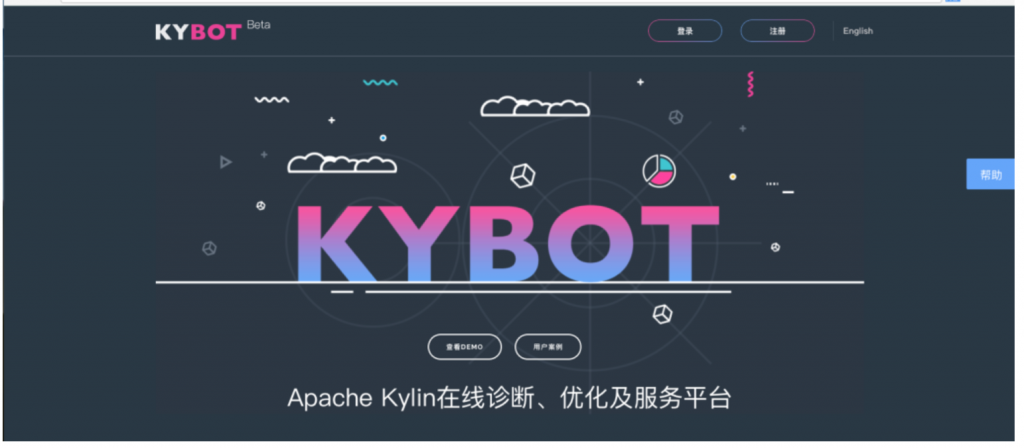 KYBOT Beta
登录 注册 English
帮助
KYBOT
查看DEMO 用户案例
Apache Kylin在线诊断、优化及服务平台